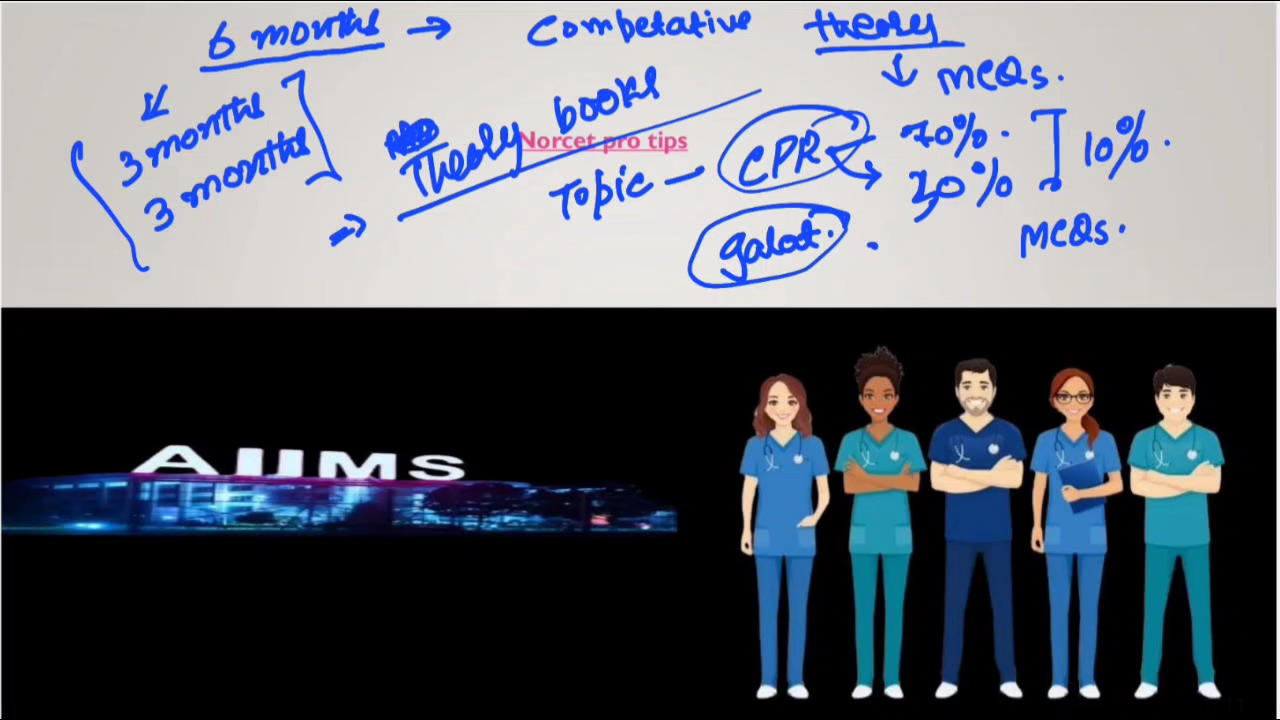 6 months → Competative theory
↓ MCQs.
3 months
3 months
Theory books
Norcet pro tips
Topic - CPR
70%.
30%
10%.
MCQs.
galat.
AIIMS